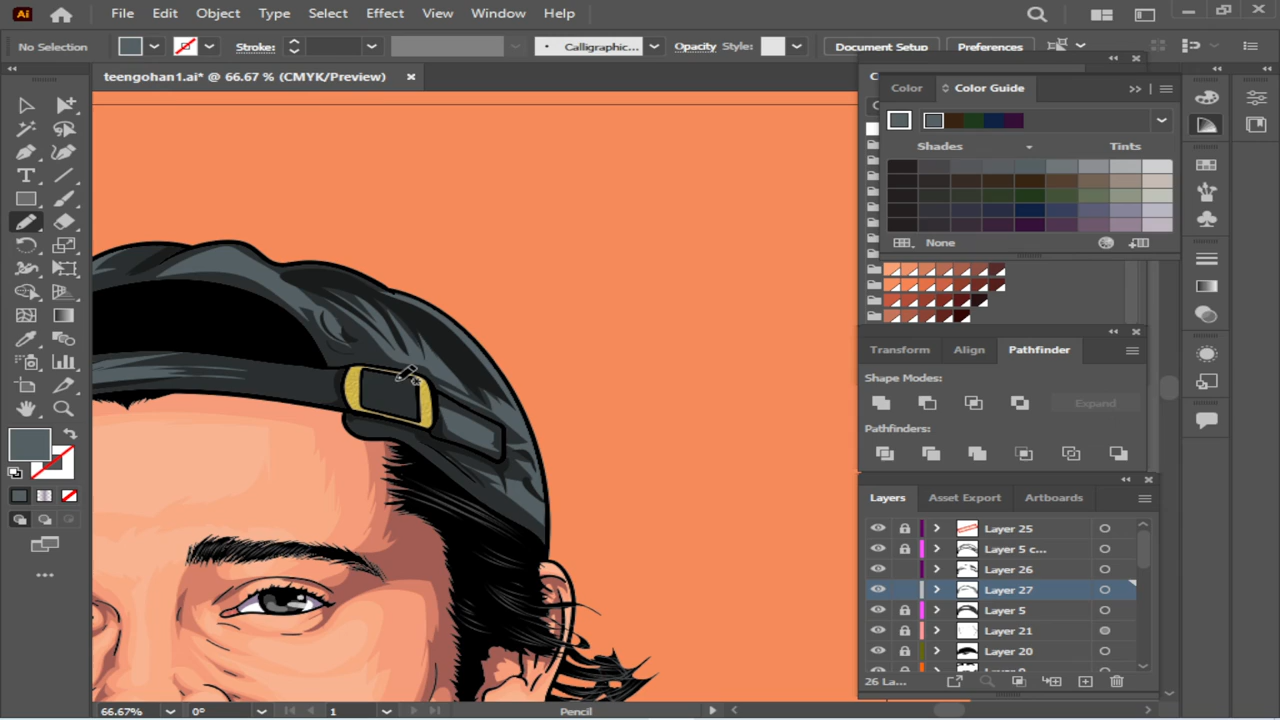 Ai File Edit Object Type Select Effect View Window Help
No Selection Stroke: Calligraphic... Opacity Style: Document Setup Preferences
teengohan1.ai* @ 66.67 % (CMYK/Preview)
Color Color Guide
Shades Tints
None
Transform Align Pathfinder
Shape Modes:
Expand
Pathfinders:
Layers Asset Export Artboards
Layer 25
Layer 5 c...
Layer 26
Layer 27
Layer 5
Layer 21
Layer 20
26 La...
66.67% 0° 1 Pencil